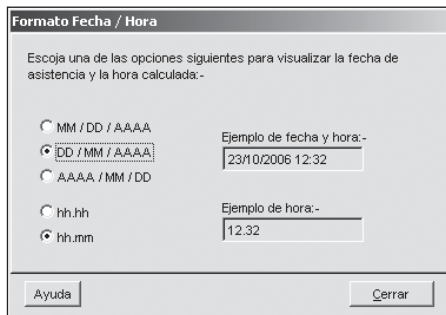 Formato Fecha / Hora
Escoja una de las opciones siguientes para visualizar la fecha de
asistencia y la hora calculada:-
MM / DD / AAAA
DD / MM / AAAA
AAAA / MM / DD
Ejemplo de fecha y hora:-
23/10/2006 12:32
hh.hh
hh.mm
Ejemplo de hora:-
12.32
Ayuda
Cerrar